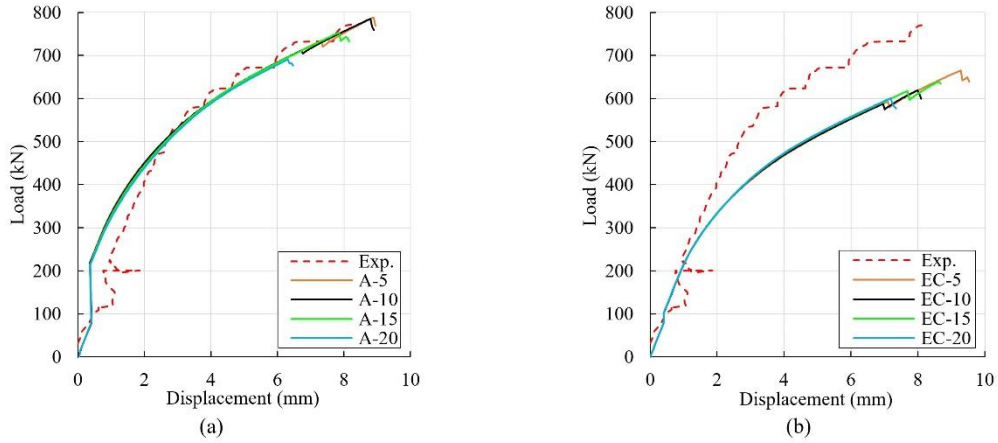 800
700
600
500
400
300
200
100
0
Load (kN)
0 2 4 6 8 10
Displacement (mm)
Exp.
A-5
A-10
A-15
A-20
(a)
800
700
600
500
400
300
200
100
0
Load (kN)
0 2 4 6 8 10
Displacement (mm)
Exp.
EC-5
EC-10
EC-15
EC-20
(b)